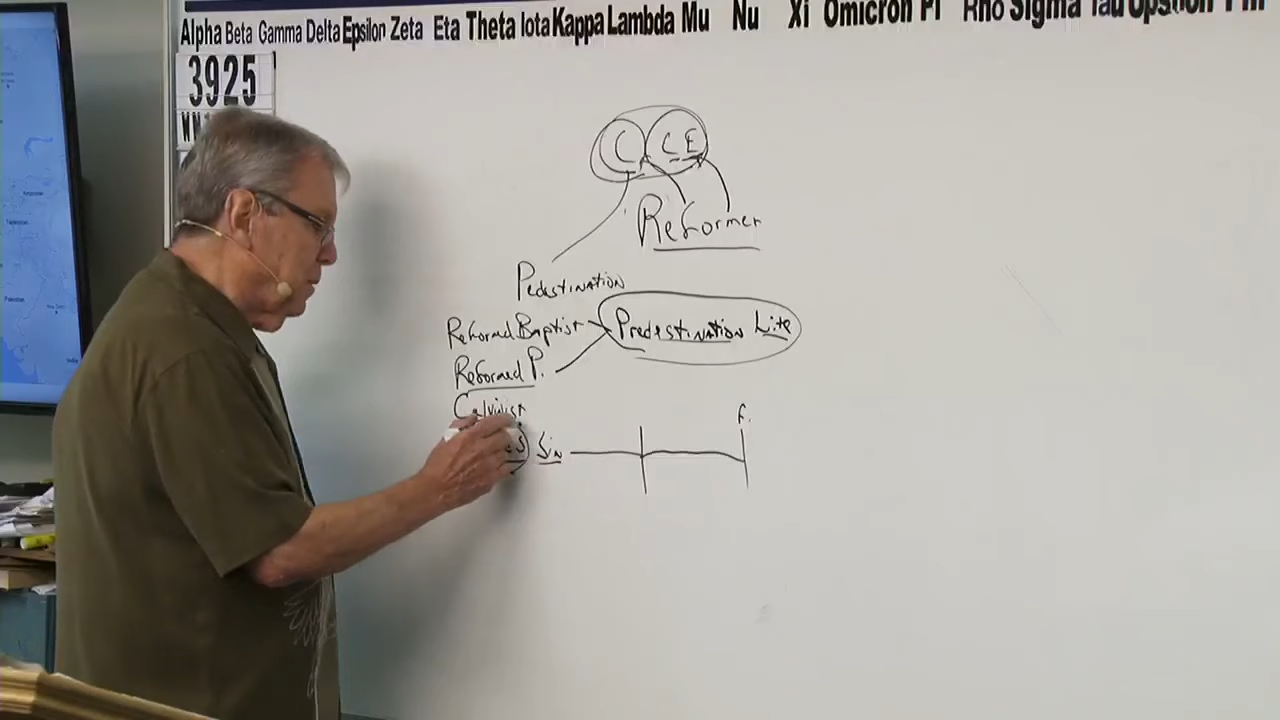 Alpha Beta Gamma Delta Epsilon Zeta Eta Theta Iota Kappa Lambda Mu Nu Xi Omicron Pi Rho Sigma Tau Upsilon Phi
3925
C C E
Reformer
Pedestination
Reformed Baptist Predestination Lite
Reformed P.
Calvinist
F.
Sin